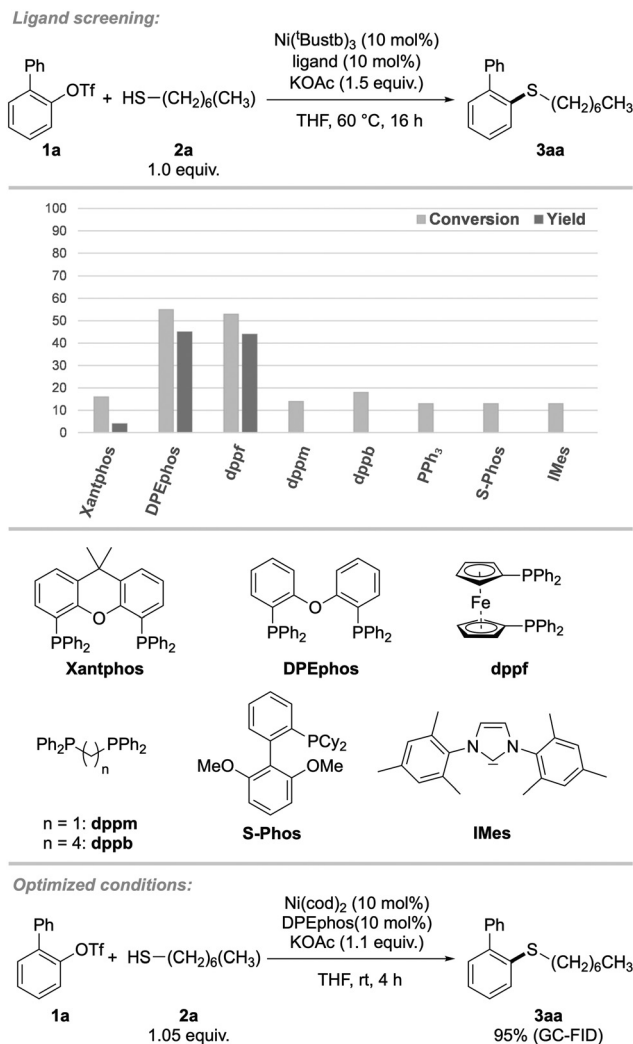 Ligand screening:
Ni(ᵗBustb)₃ (10 mol%)
ligand (10 mol%)
KOAc (1.5 equiv.)
THF, 60 °C, 16 h
Ph
OTf
+
HS–(CH₂)₆(CH₃)
Ph
S
(CH₂)₆CH₃
1a
2a
3aa
1.0 equiv.
Conversion Yield
100
90
80
70
60
50
40
30
20
10
0
Xantphos
DPEphos
dppf
dppm
dppb
PPh₃
S-Phos
IMes
O
PPh₂ PPh₂
Xantphos
O
PPh₂ PPh₂
DPEphos
PPh₂
Fe
PPh₂
dppf
Ph₂P PPh₂
C
n
n = 1: dppm
n = 4: dppb
PCy₂
MeO OMe
S-Phos
N N
IMes
Optimized conditions:
Ni(cod)₂ (10 mol%)
DPEphos(10 mol%)
KOAc (1.1 equiv.)
THF, rt, 4 h
Ph
OTf
+
HS–(CH₂)₆(CH₃)
Ph
S
(CH₂)₆CH₃
1a
2a
3aa
1.05 equiv.
95% (GC-FID)